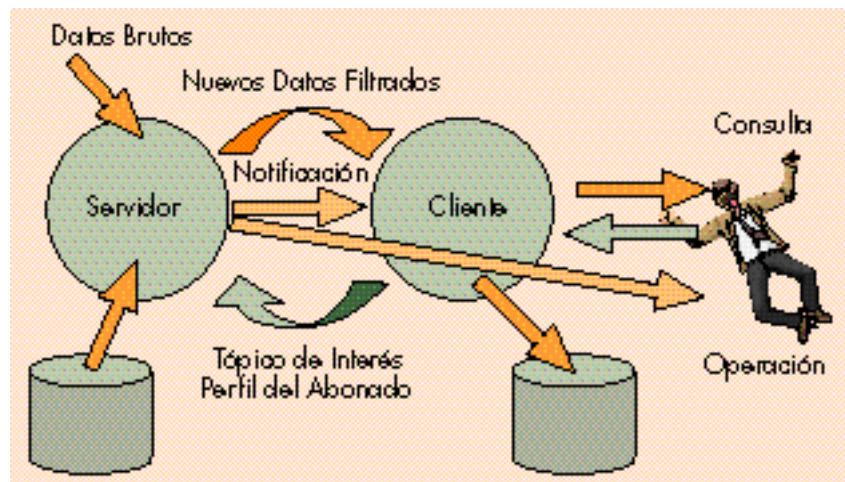 Datos Brutos
Nuevos Datos Filtrados
Consulta
Notificación
Servidor
Cliente
Tópico de Interés
Perfil del Abonado
Operación